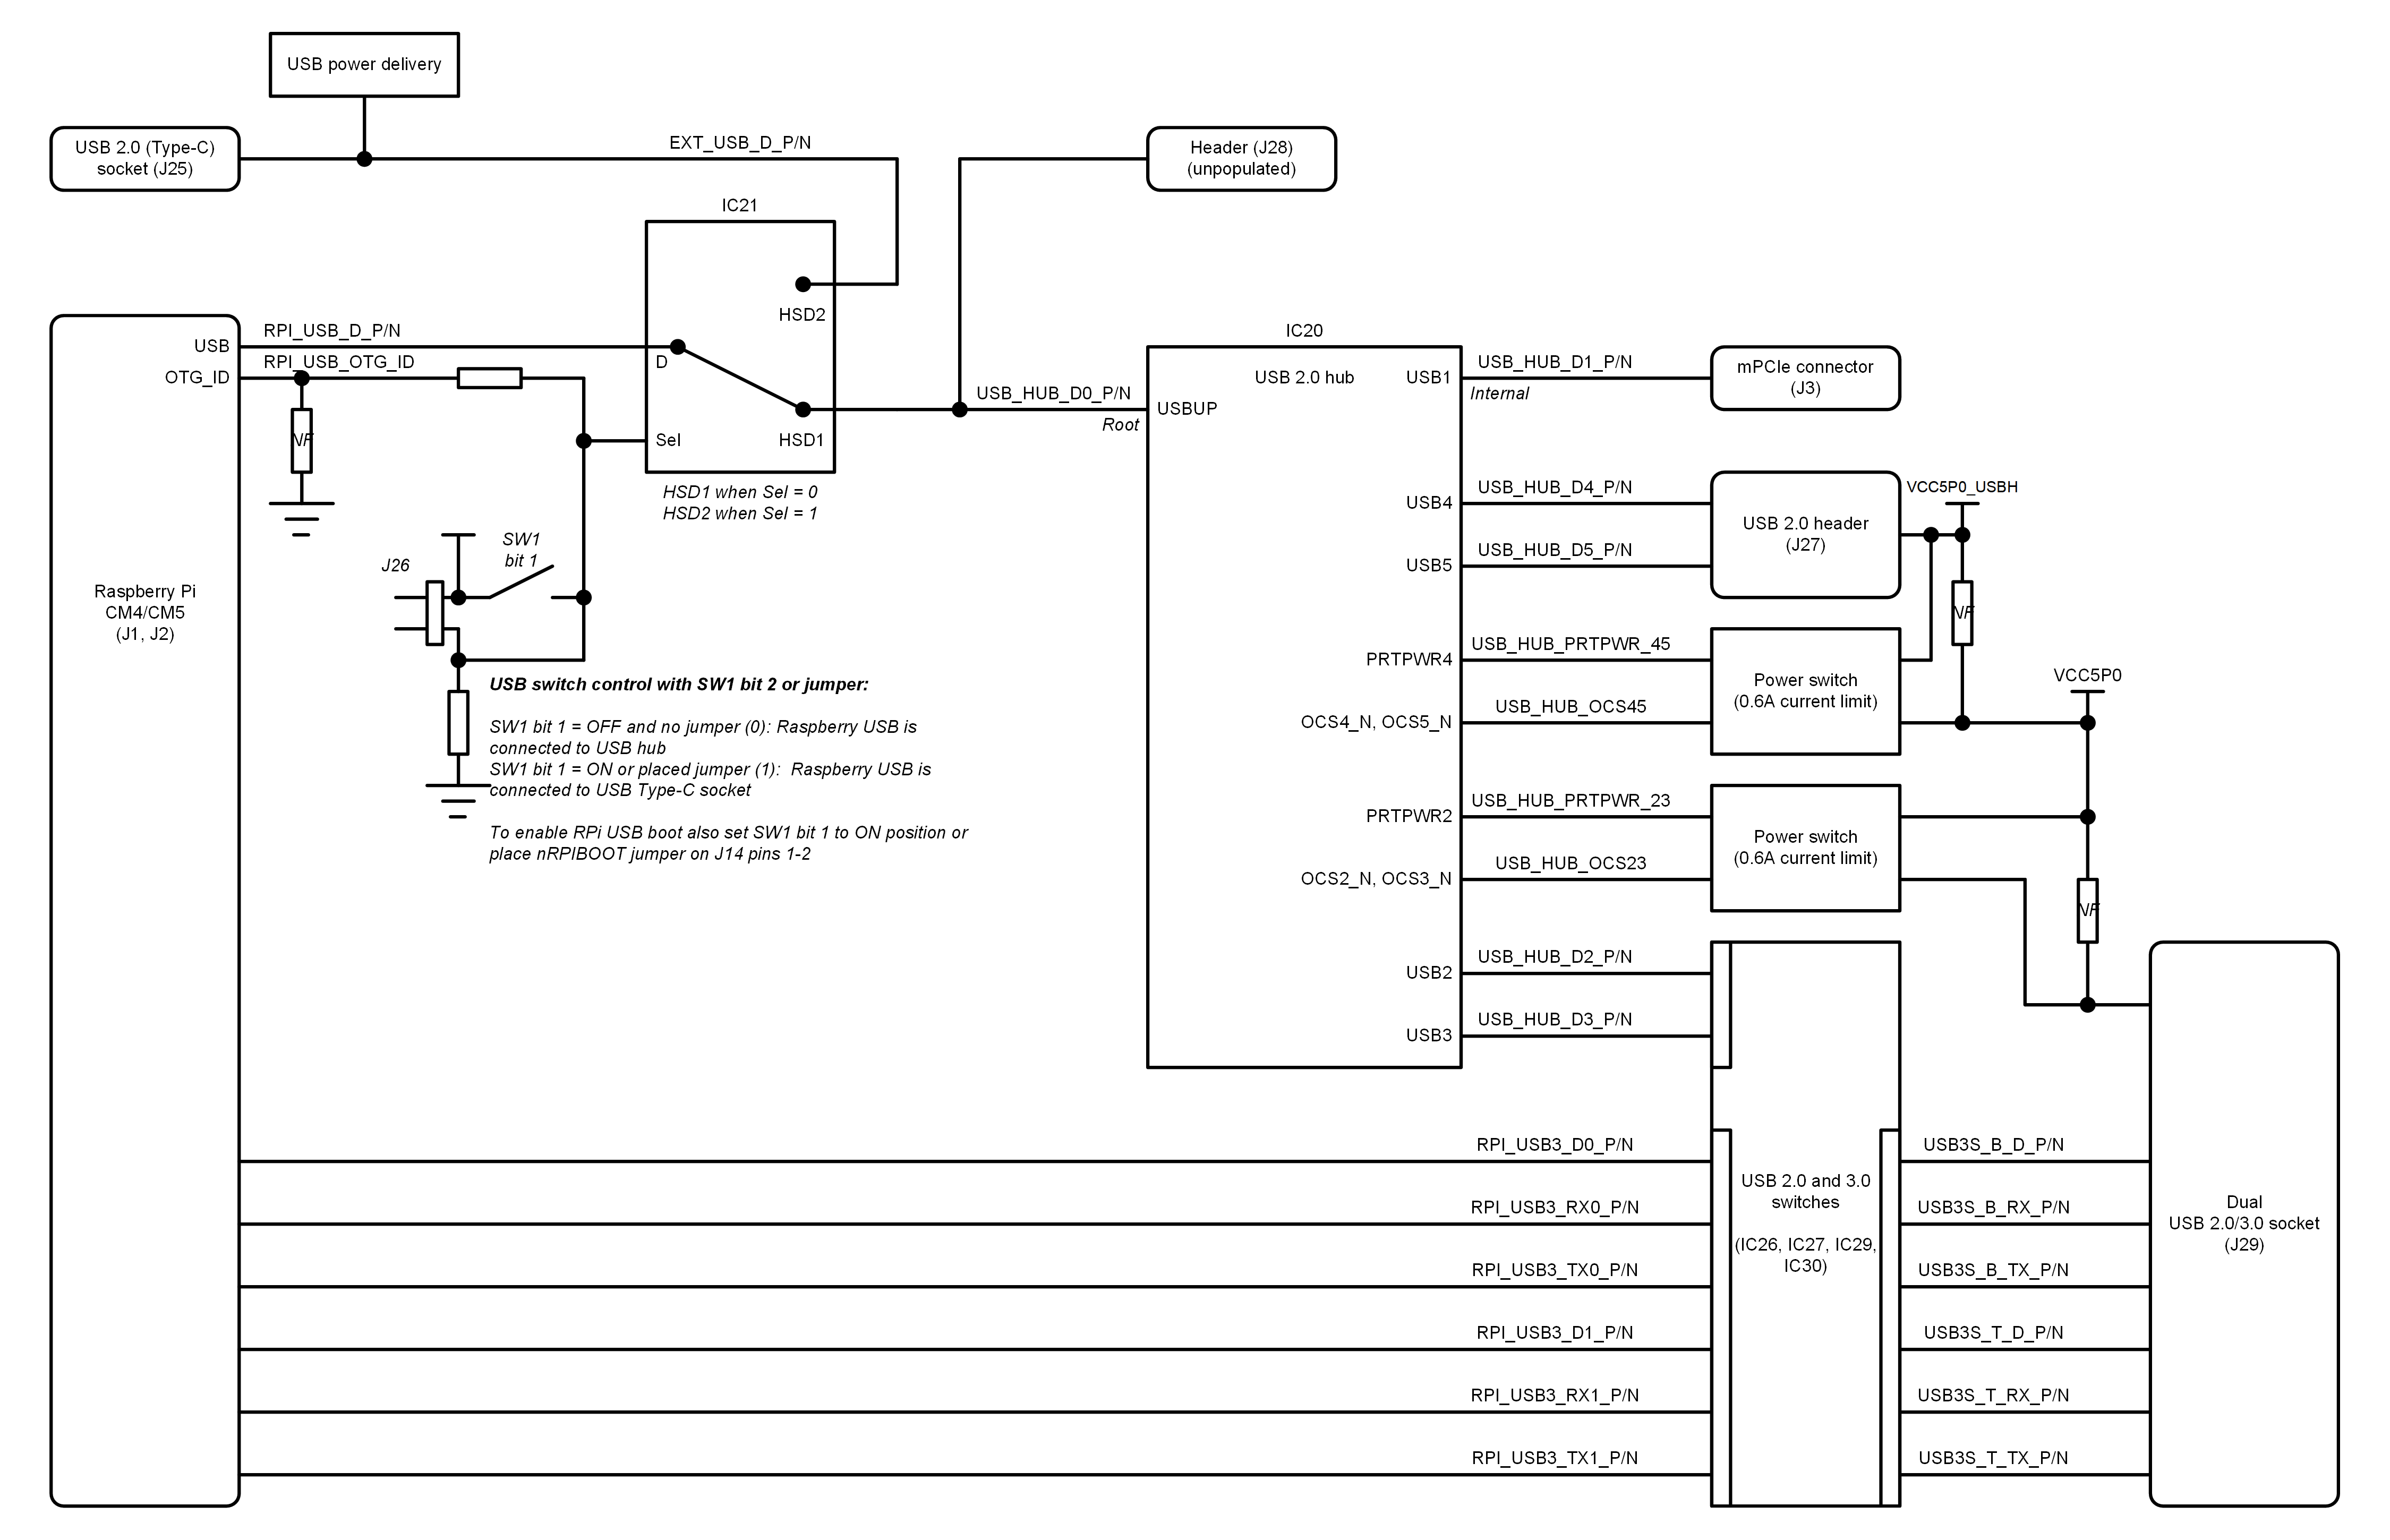 USB power delivery
USB 2.0 (Type-C)
socket (J25)
EXT_USB_D_P/N
Header (J28)
(unpopulated)
IC21
HSD2
D
Sel
HSD1
HSD1 when Sel = 0
HSD2 when Sel = 1
USB
OTG_ID
RPI_USB_D_P/N
RPI_USB_OTG_ID
NF
Raspberry Pi
CM4/CM5
(J1, J2)
J26
SW1
bit 1
USB switch control with SW1 bit 2 or jumper:
SW1 bit 1 = OFF and no jumper (0): Raspberry USB is
connected to USB hub
SW1 bit 1 = ON or placed jumper (1):  Raspberry USB is
connected to USB Type-C socket
To enable RPi USB boot also set SW1 bit 1 to ON position or
place nRPIBOOT jumper on J14 pins 1-2
USB_HUB_D0_P/N
Root
IC20
USB 2.0 hub
USBUP
USB1
USB4
USB5
PRTPWR4
OCS4_N, OCS5_N
PRTPWR2
OCS2_N, OCS3_N
USB2
USB3
USB_HUB_D1_P/N
Internal
USB_HUB_D4_P/N
USB_HUB_D5_P/N
USB_HUB_PRTPWR_45
USB_HUB_OCS45
USB_HUB_PRTPWR_23
USB_HUB_OCS23
USB_HUB_D2_P/N
USB_HUB_D3_P/N
mPCIe connector
(J3)
USB 2.0 header
(J27)
VCC5P0_USBH
NF
Power switch
(0.6A current limit)
VCC5P0
Power switch
(0.6A current limit)
NF
RPI_USB3_D0_P/N
RPI_USB3_RX0_P/N
RPI_USB3_TX0_P/N
RPI_USB3_D1_P/N
RPI_USB3_RX1_P/N
RPI_USB3_TX1_P/N
USB 2.0 and 3.0
switches
(IC26, IC27, IC29,
IC30)
USB3S_B_D_P/N
USB3S_B_RX_P/N
USB3S_B_TX_P/N
USB3S_T_D_P/N
USB3S_T_RX_P/N
USB3S_T_TX_P/N
Dual
USB 2.0/3.0 socket
(J29)